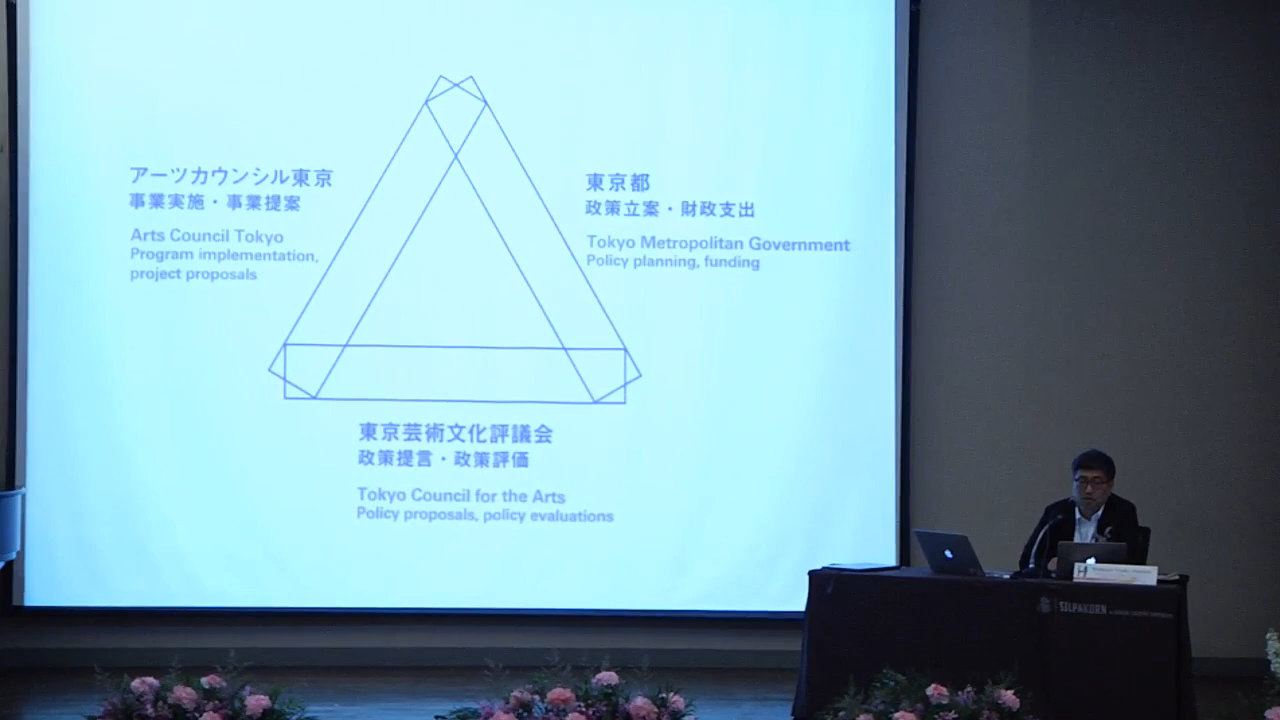 アーツカウンシル東京
事業実施・事業提案
Arts Council Tokyo
Program implementation,
project proposals
東京都
政策立案・財政支出
Tokyo Metropolitan Government
Policy planning, funding
東京芸術文化評議会
政策提言・政策評価
Tokyo Council for the Arts
Policy proposals, policy evaluations
SILPAKORN